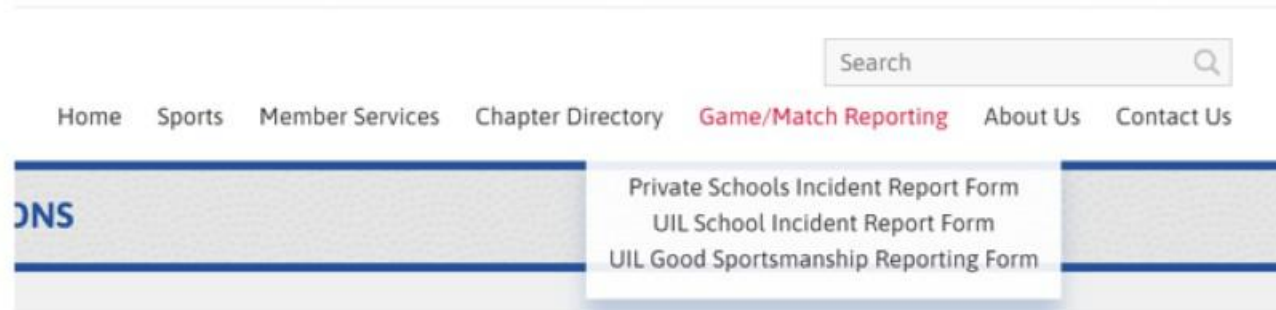 Search
Home Sports Member Services Chapter Directory Game/Match Reporting About Us Contact Us
Private Schools Incident Report Form
ONS
UIL School Incident Report Form
UIL Good Sportsmanship Reporting Form